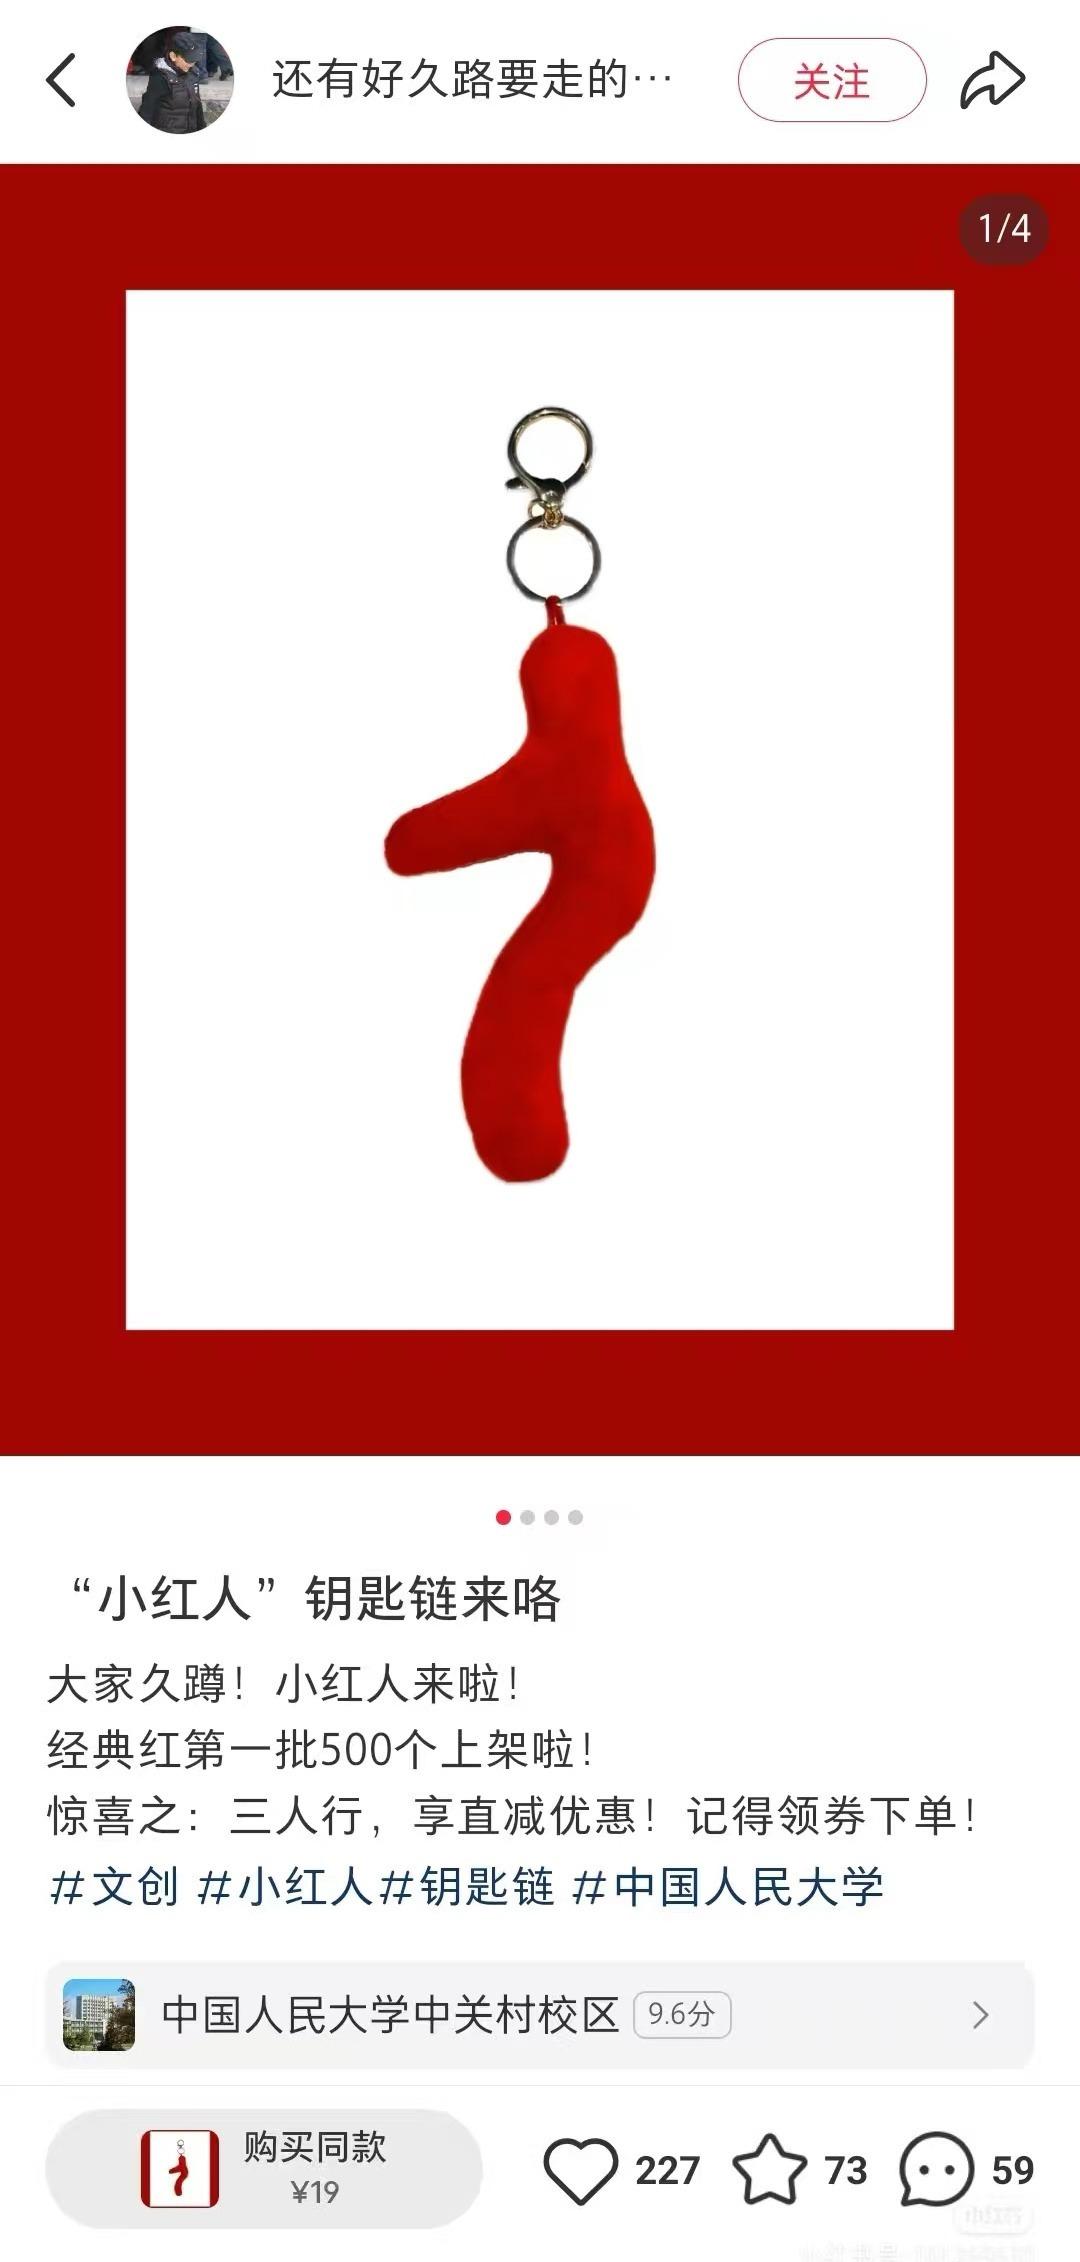 还有好久路要走的…
关注
1/4
“小红人”钥匙链来咯
大家久蹲！小红人来啦！
经典红第一批500个上架啦！
惊喜之：三人行，享直减优惠！记得领券下单！
#文创 #小红人#钥匙链 #中国人民大学
中国人民大学中关村校区 9.6分
购买同款
¥19
227
73
59
小红书